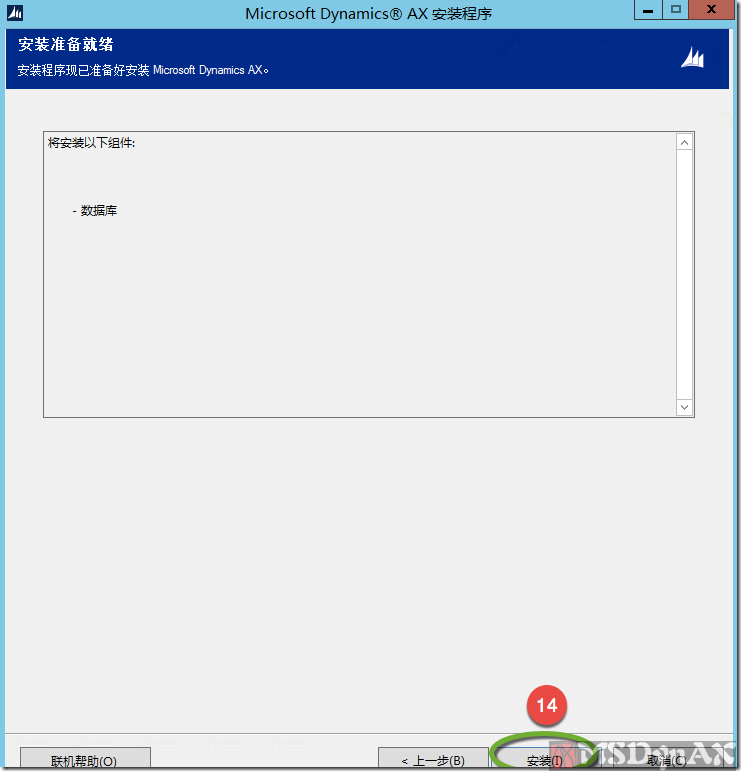 Microsoft Dynamics® AX 安装程序
安装准备就绪
安装程序现已准备好安装 Microsoft Dynamics AX。
将安装以下组件:
- 数据库
14
联机帮助(O)
< 上一步(B)
安装(I)
取消(C)
MSDynAX